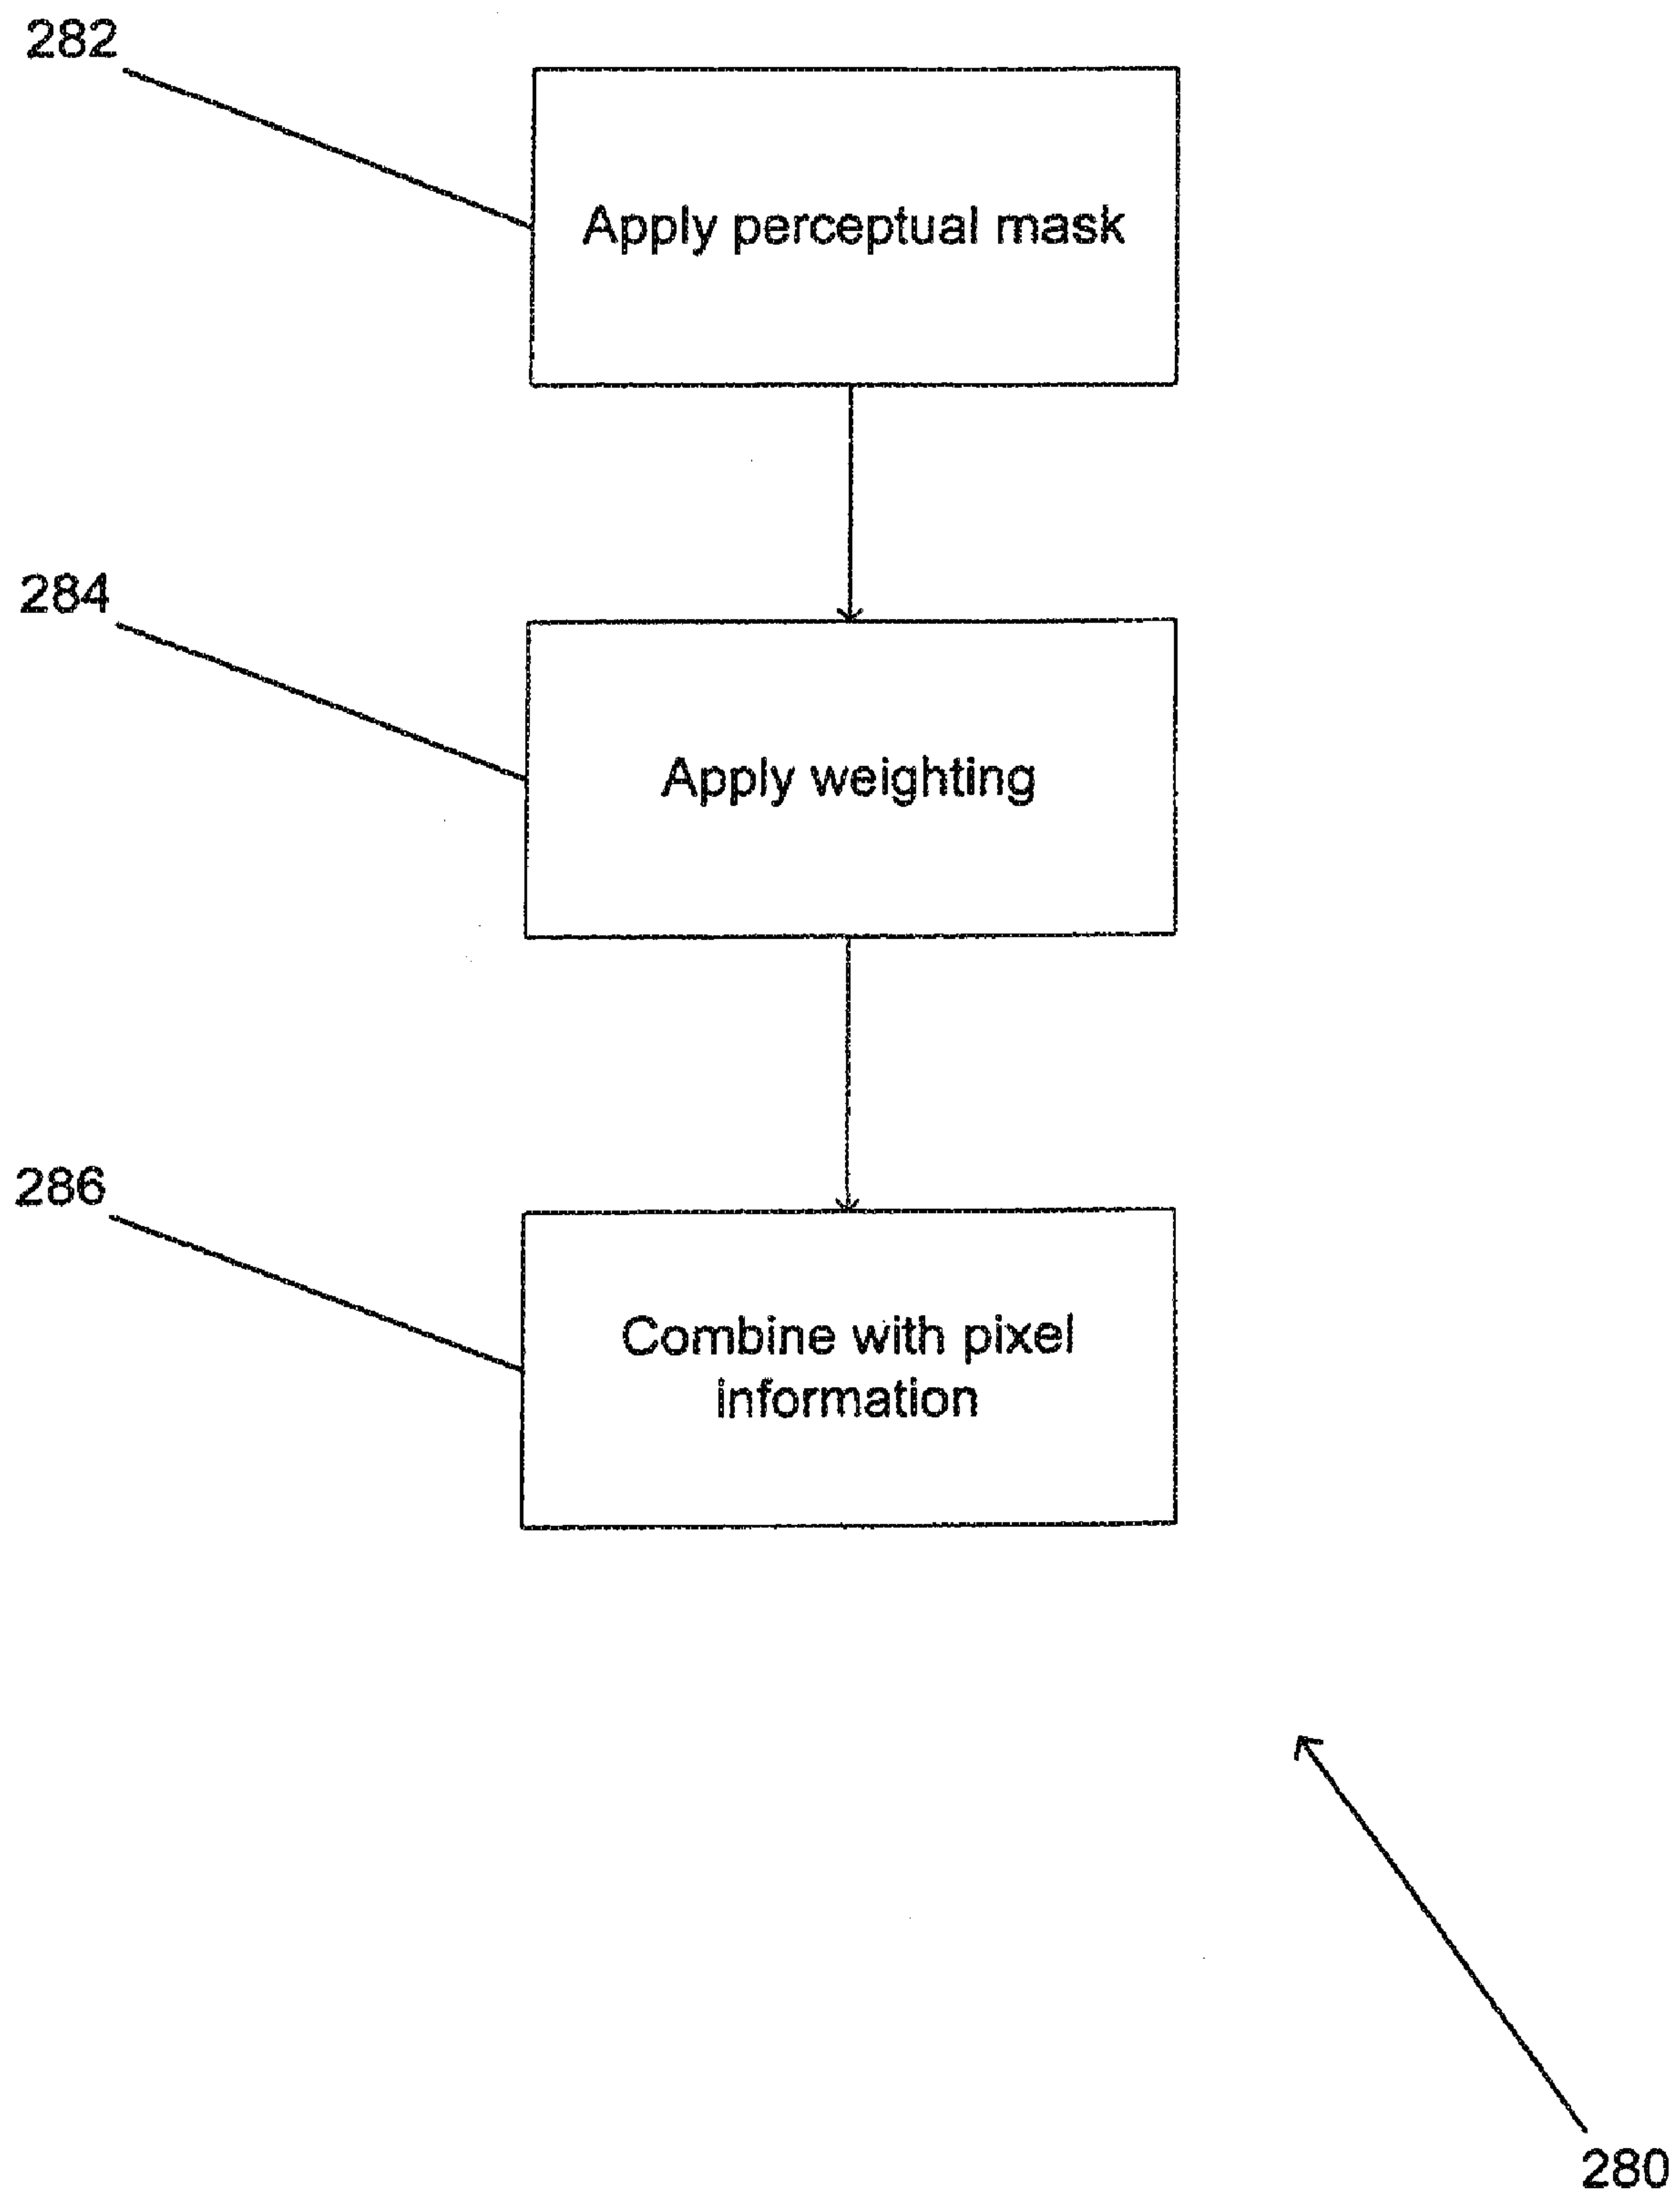 282
Apply perceptual mask
284
Apply weighting
286
Combine with pixel
information
280